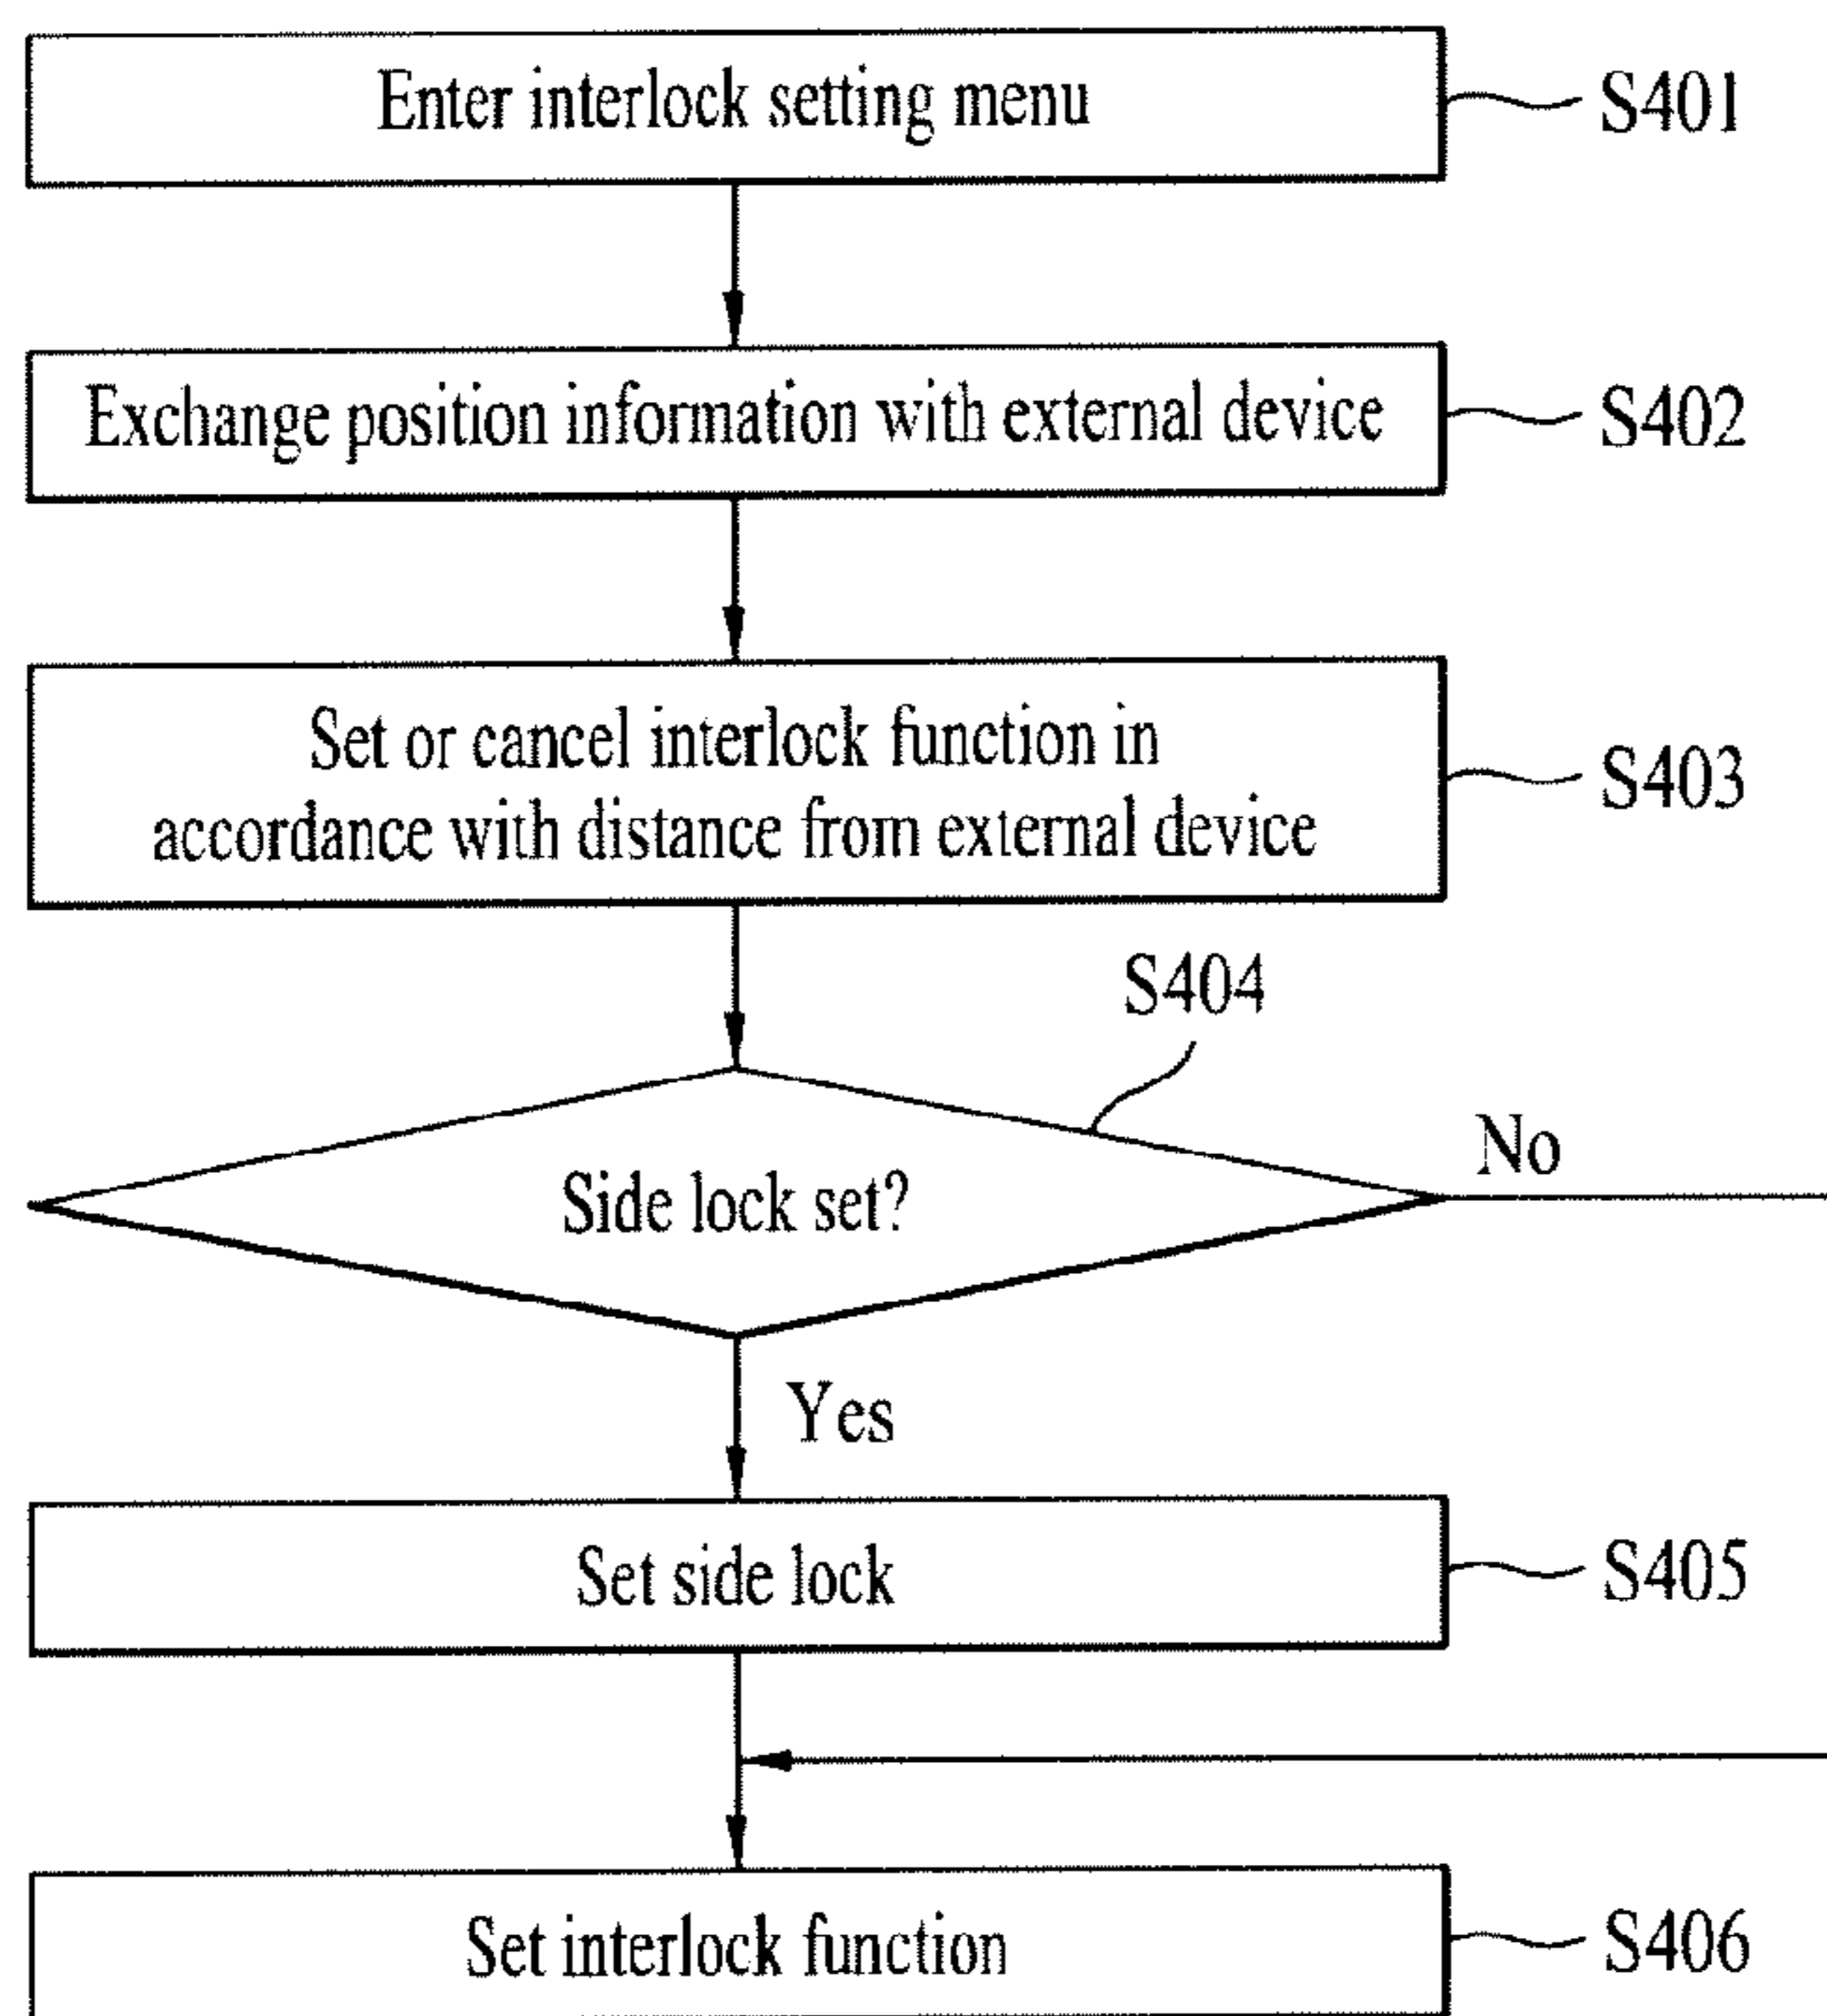 Enter interlock setting menu
S401
Exchange position information with external device
S402
Set or cancel interlock function in
accordance with distance from external device
S403
S404
Side lock set?
No
Yes
Set side lock
S405
Set interlock function
S406